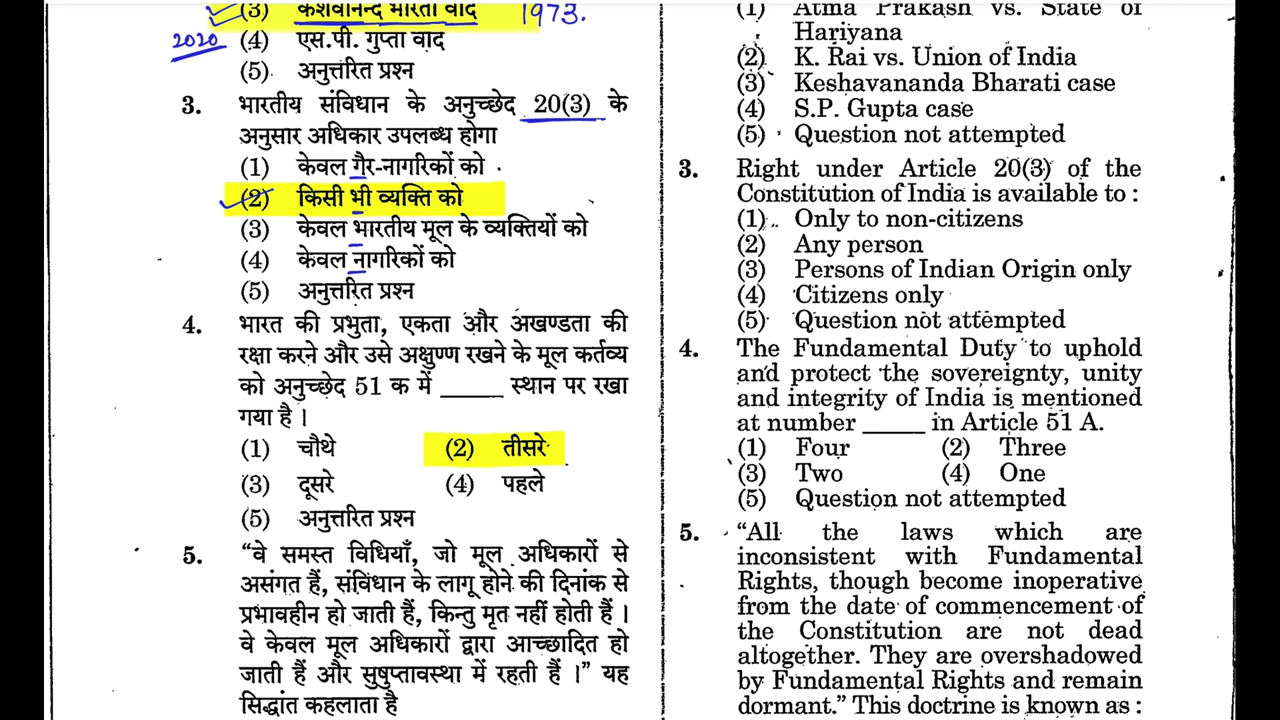 (3) केशवानन्द भारती वाद 1973.
2020 (4) एस.पी. गुप्ता वाद
(5) अनुत्तरित प्रश्न
3. भारतीय संविधान के अनुच्छेद 20(3) के
अनुसार अधिकार उपलब्ध होगा
(1) केवल गैर-नागरिकों को
(2) किसी भी व्यक्ति को
(3) केवल भारतीय मूल के व्यक्तियों को
(4) केवल नागरिकों को
(5) अनुत्तरित प्रश्न
4. भारत की प्रभुता, एकता और अखण्डता की
रक्षा करने और उसे अक्षुण्ण रखने के मूल कर्तव्य
को अनुच्छेद 51 क में _____ स्थान पर रखा
गया है ।
(1) चौथे (2) तीसरे
(3) दूसरे (4) पहले
(5) अनुत्तरित प्रश्न
5. “वे समस्त विधियाँ, जो मूल अधिकारों से
असंगत हैं, संविधान के लागू होने की दिनांक से
प्रभावहीन हो जाती हैं, किन्तु मृत नहीं होती हैं ।
वे केवल मूल अधिकारों द्वारा आच्छादित हो
जाती हैं और सुषुप्तावस्था में रहती हैं ।” यह
सिद्धांत कहलाता है
(1) Atma Prakash vs. State of
Hariyana
(2) K. Rai vs. Union of India
(3) Keshavananda Bharati case
(4) S.P. Gupta case
(5) Question not attempted
3. Right under Article 20(3) of the
Constitution of India is available to :
(1) Only to non-citizens
(2) Any person
(3) Persons of Indian Origin only
(4) Citizens only
(5) Question not attempted
4. The Fundamental Duty to uphold
and protect the sovereignty, unity
and integrity of India is mentioned
at number _____ in Article 51 A.
(1) Four (2) Three
(3) Two (4) One
(5) Question not attempted
5. “All the laws which are
inconsistent with Fundamental
Rights, though become inoperative
from the date of commencement of
the Constitution are not dead
altogether. They are overshadowed
by Fundamental Rights and remain
dormant.” This doctrine is known as :